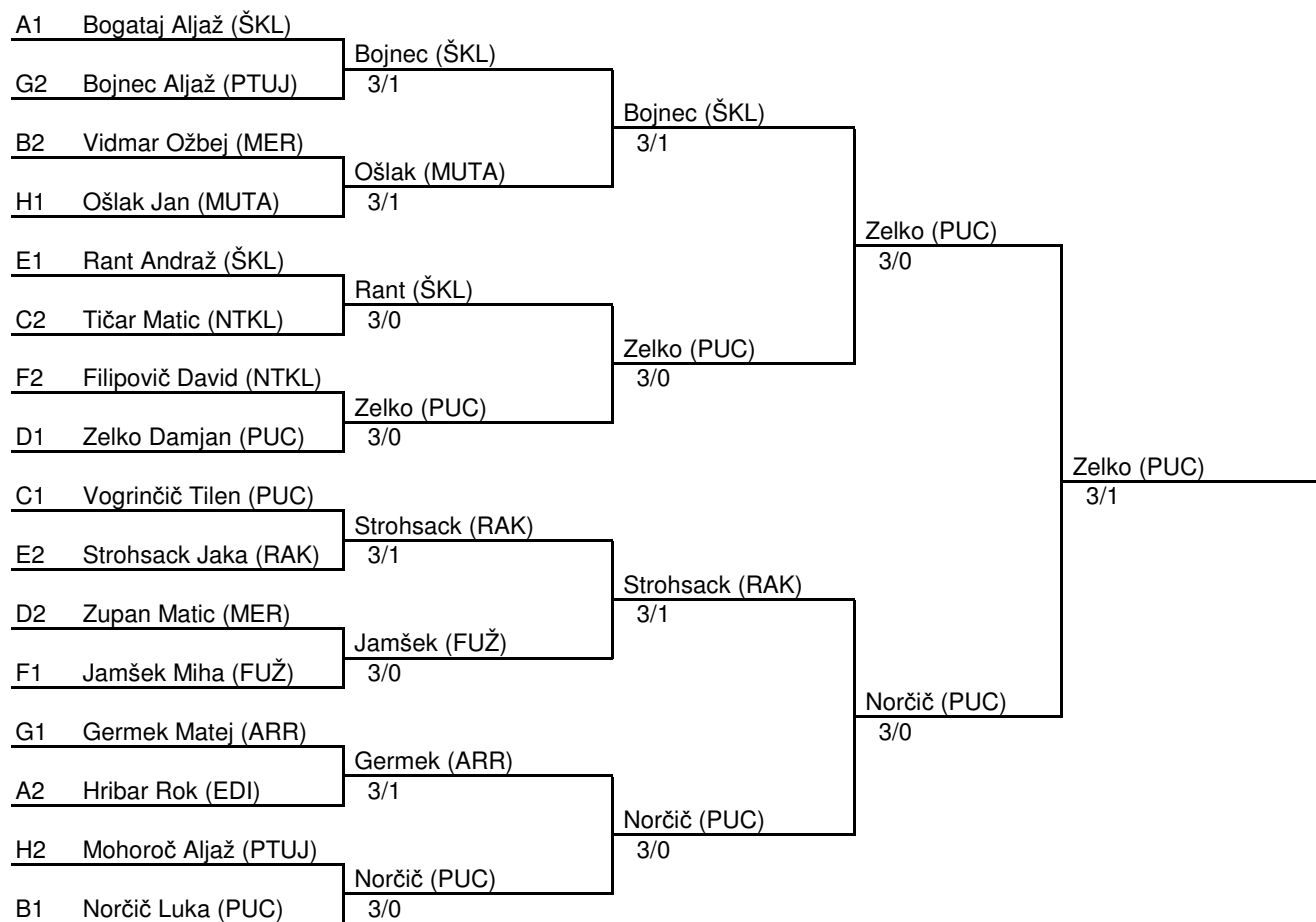 A1 Bogataj Aljaž (ŠKL)
Bojnec (ŠKL)
G2 Bojnec Aljaž (PTUJ) 3/1
Bojnec (ŠKL)
B2 Vidmar Ožbej (MER) 3/1
Ošlak (MUTA)
H1 Ošlak Jan (MUTA) 3/1
Zelko (PUC)
E1 Rant Andraž (ŠKL) 3/0
Rant (ŠKL)
C2 Tičar Matic (NTKL) 3/0
Zelko (PUC)
F2 Filipovič David (NTKL) 3/0
Zelko (PUC)
D1 Zelko Damjan (PUC) 3/0
Zelko (PUC)
C1 Vogrinčič Tilen (PUC) 3/1
Strohsack (RAK)
E2 Strohsack Jaka (RAK) 3/1
Strohsack (RAK)
D2 Zupan Matic (MER) 3/1
Jamšek (FUŽ)
F1 Jamšek Miha (FUŽ) 3/0
Norčič (PUC)
G1 Germek Matej (ARR) 3/0
Germek (ARR)
A2 Hribar Rok (EDI) 3/1
Norčič (PUC)
H2 Mohoroč Aljaž (PTUJ) 3/0
Norčič (PUC)
B1 Norčič Luka (PUC) 3/0